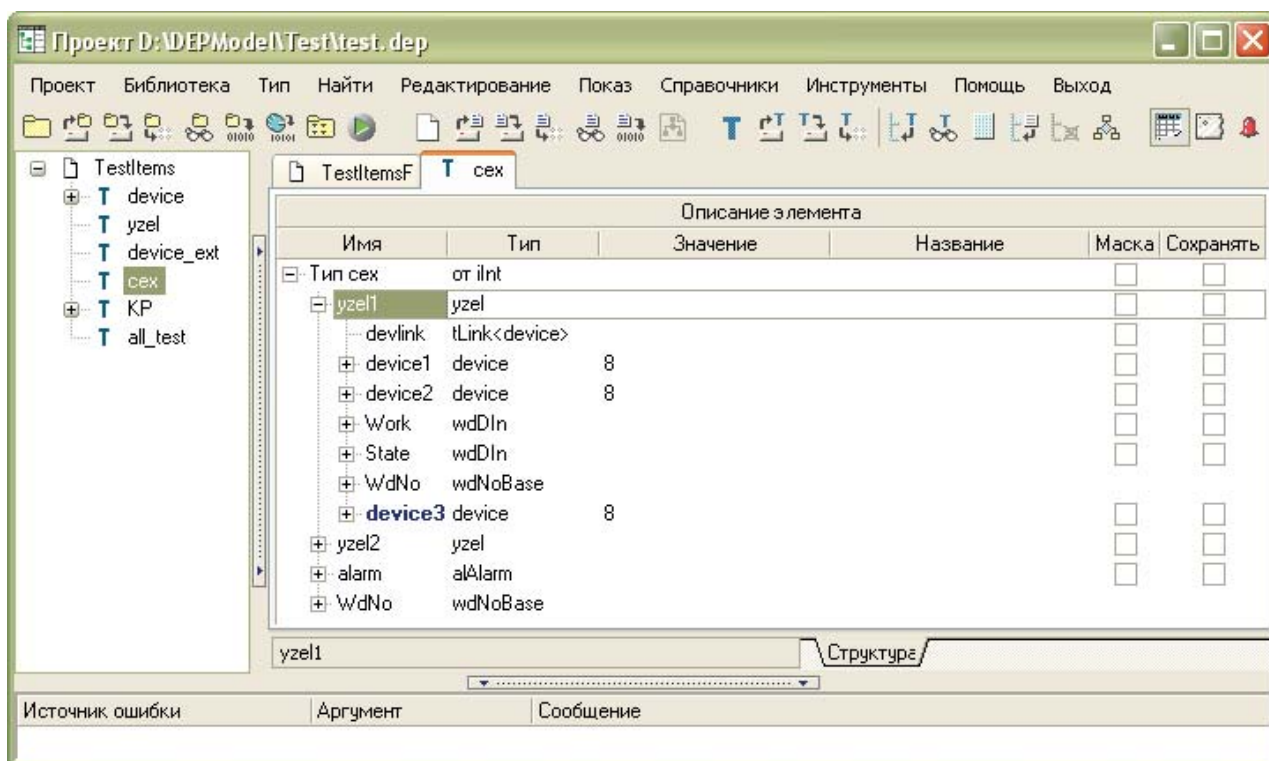 Проект D:\DEPModel\Test\test.dep
Проект Библиотека Тип Найти Редактирование Показ Справочники Инструменты Помощь Выход
TestItems
device
yzel
device_ext
cex
KP
all_test
TestItemsF T cex
Описание элемента
Имя Тип Значение Название Маска Сохранять
Тип cex от iInt
yzel1 yzel
devlink tLink<device>
device1 device 8
device2 device 8
Work wdDIn
State wdDIn
WdNo wdNoBase
device3 device 8
yzel2 yzel
alarm alAlarm
WdNo wdNoBase
yzel1 Структура
Источник ошибки Аргумент Сообщение